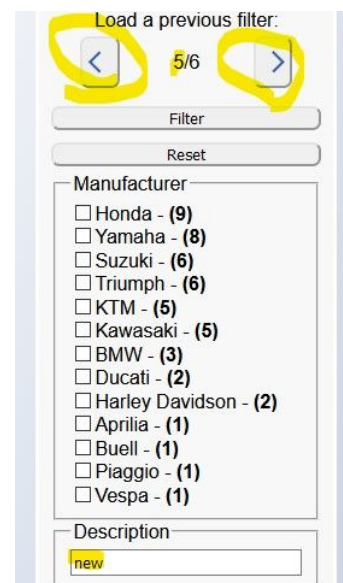 Load a previous filter:
< 5/6 >
Filter
Reset
Manufacturer
Honda - (9)
Yamaha - (8)
Suzuki - (6)
Triumph - (6)
KTM - (5)
Kawasaki - (5)
BMW - (3)
Ducati - (2)
Harley Davidson - (2)
Aprilia - (1)
Buell - (1)
Piaggio - (1)
Vespa - (1)
Description
new